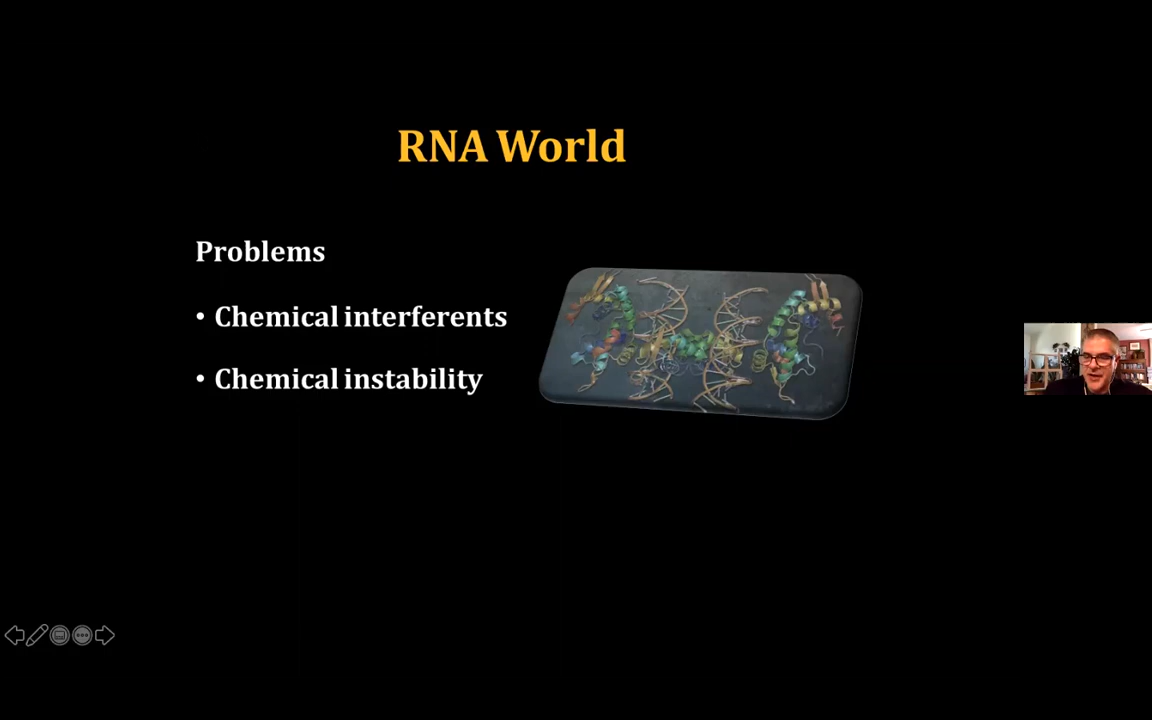 RNA World
Problems
• Chemical interferents
• Chemical instability